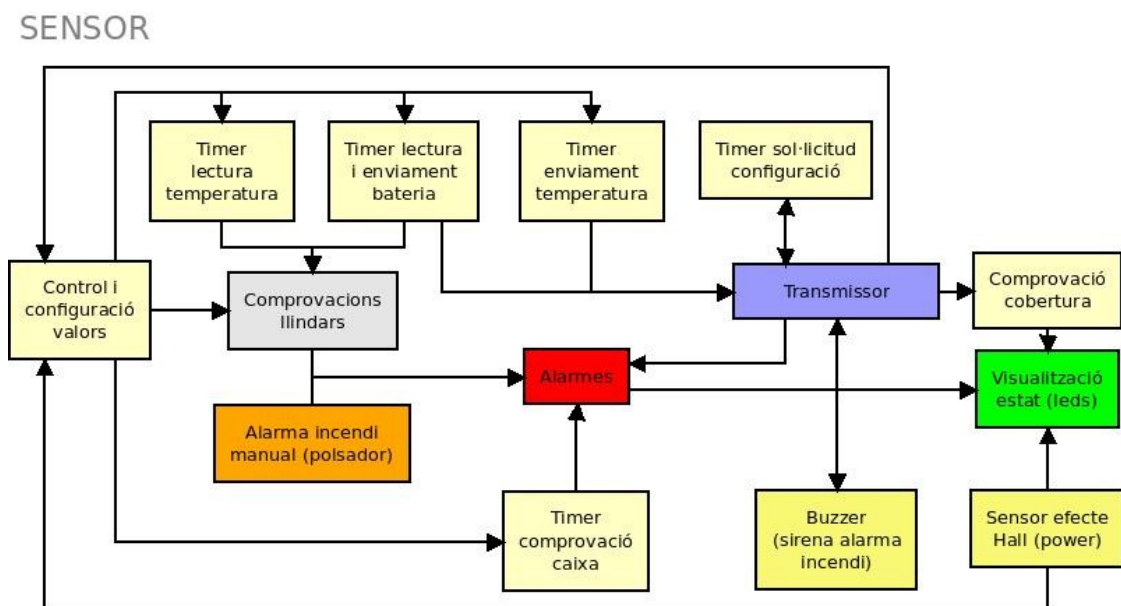 SENSOR
Timer
lectura
temperatura
Timer lectura
i enviament
bateria
Timer
enviament
temperatura
Timer sol·licitud
configuració
Control i
configuració
valors
Comprovacions
llindars
Transmissor
Comprovació
cobertura
Alarmes
Visualització
estat (leds)
Alarma incendi
manual (polsador)
Timer
comprovació
caixa
Buzzer
(sirena alarma
incendi)
Sensor efecte
Hall (power)